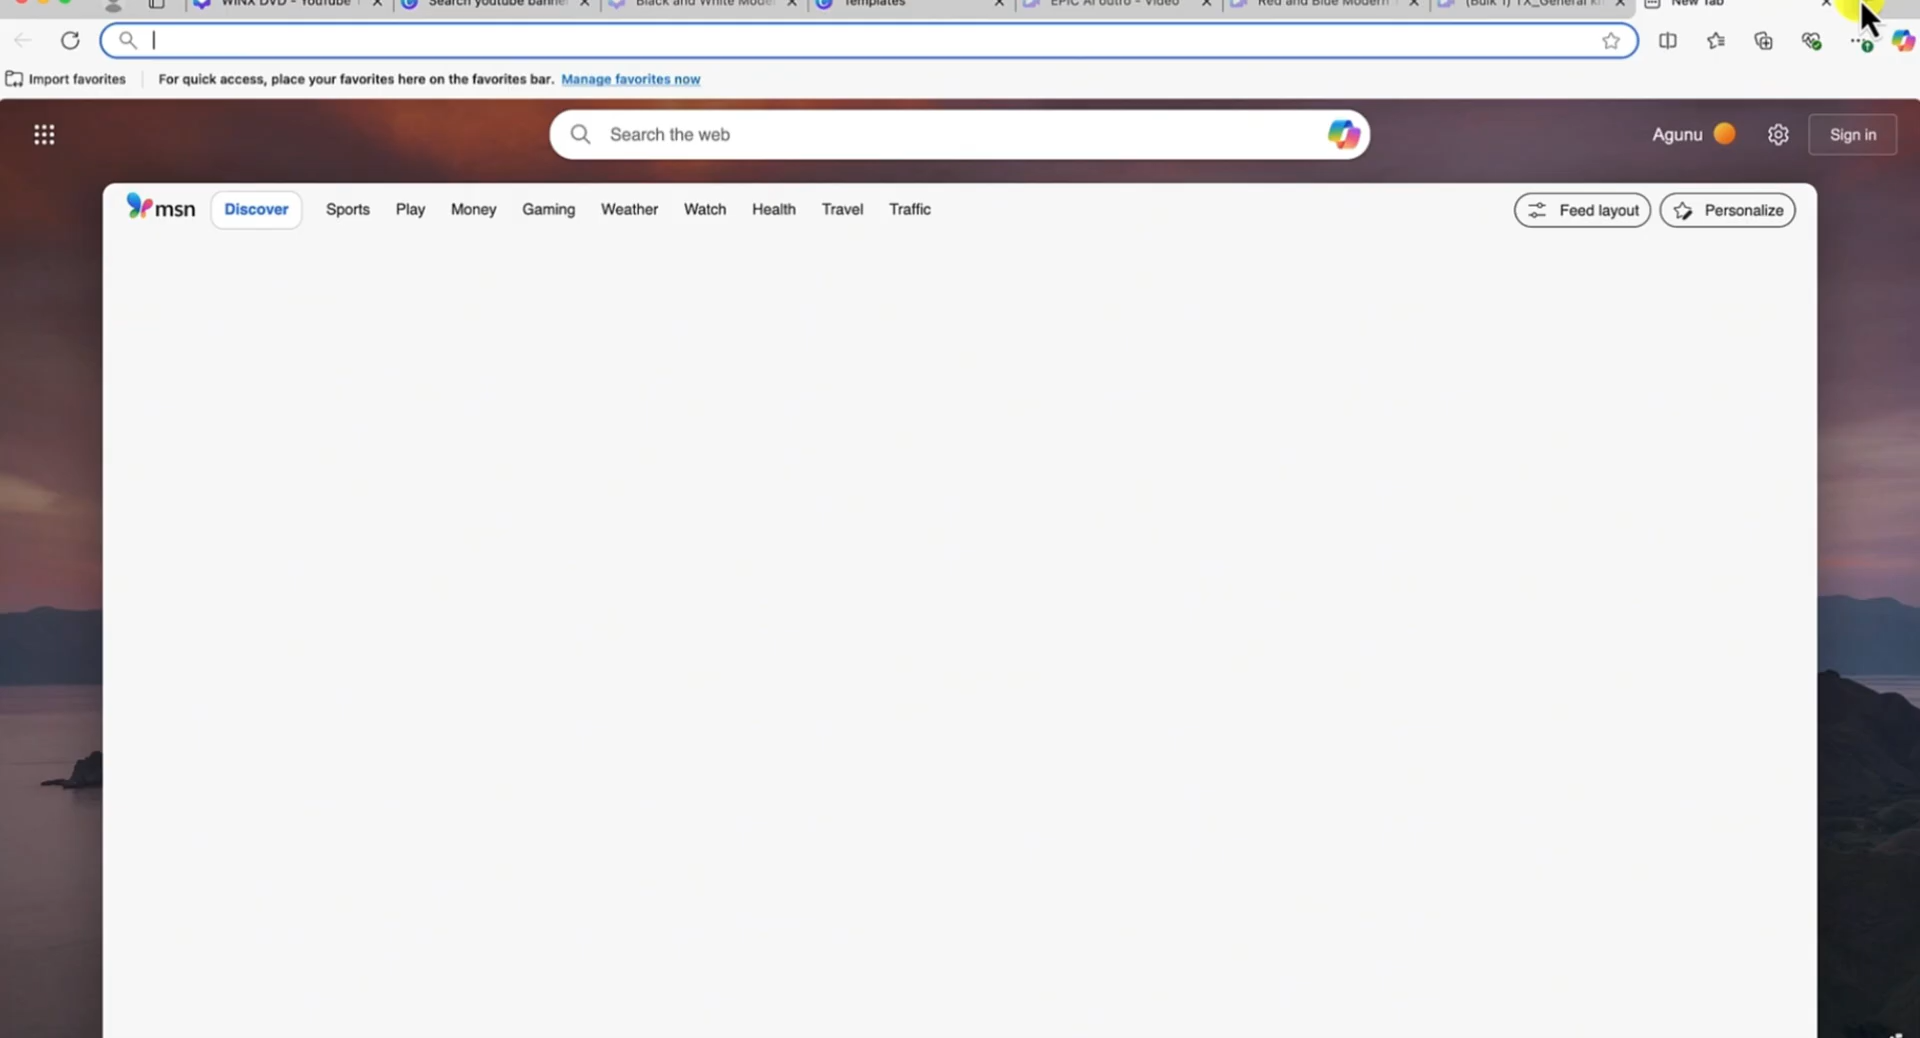 WINX DVD - YouTube
Search youtube banne
Black and White Mode
Templates
EPIC AI outro - Video
Red and Blue Modern
(Bulk 1) TX_General k
New Tab
Import favorites
For quick access, place your favorites here on the favorites bar. Manage favorites now
Search the web
Agunu
Sign in
msn
Discover
Sports
Play
Money
Gaming
Weather
Watch
Health
Travel
Traffic
Feed layout
Personalize